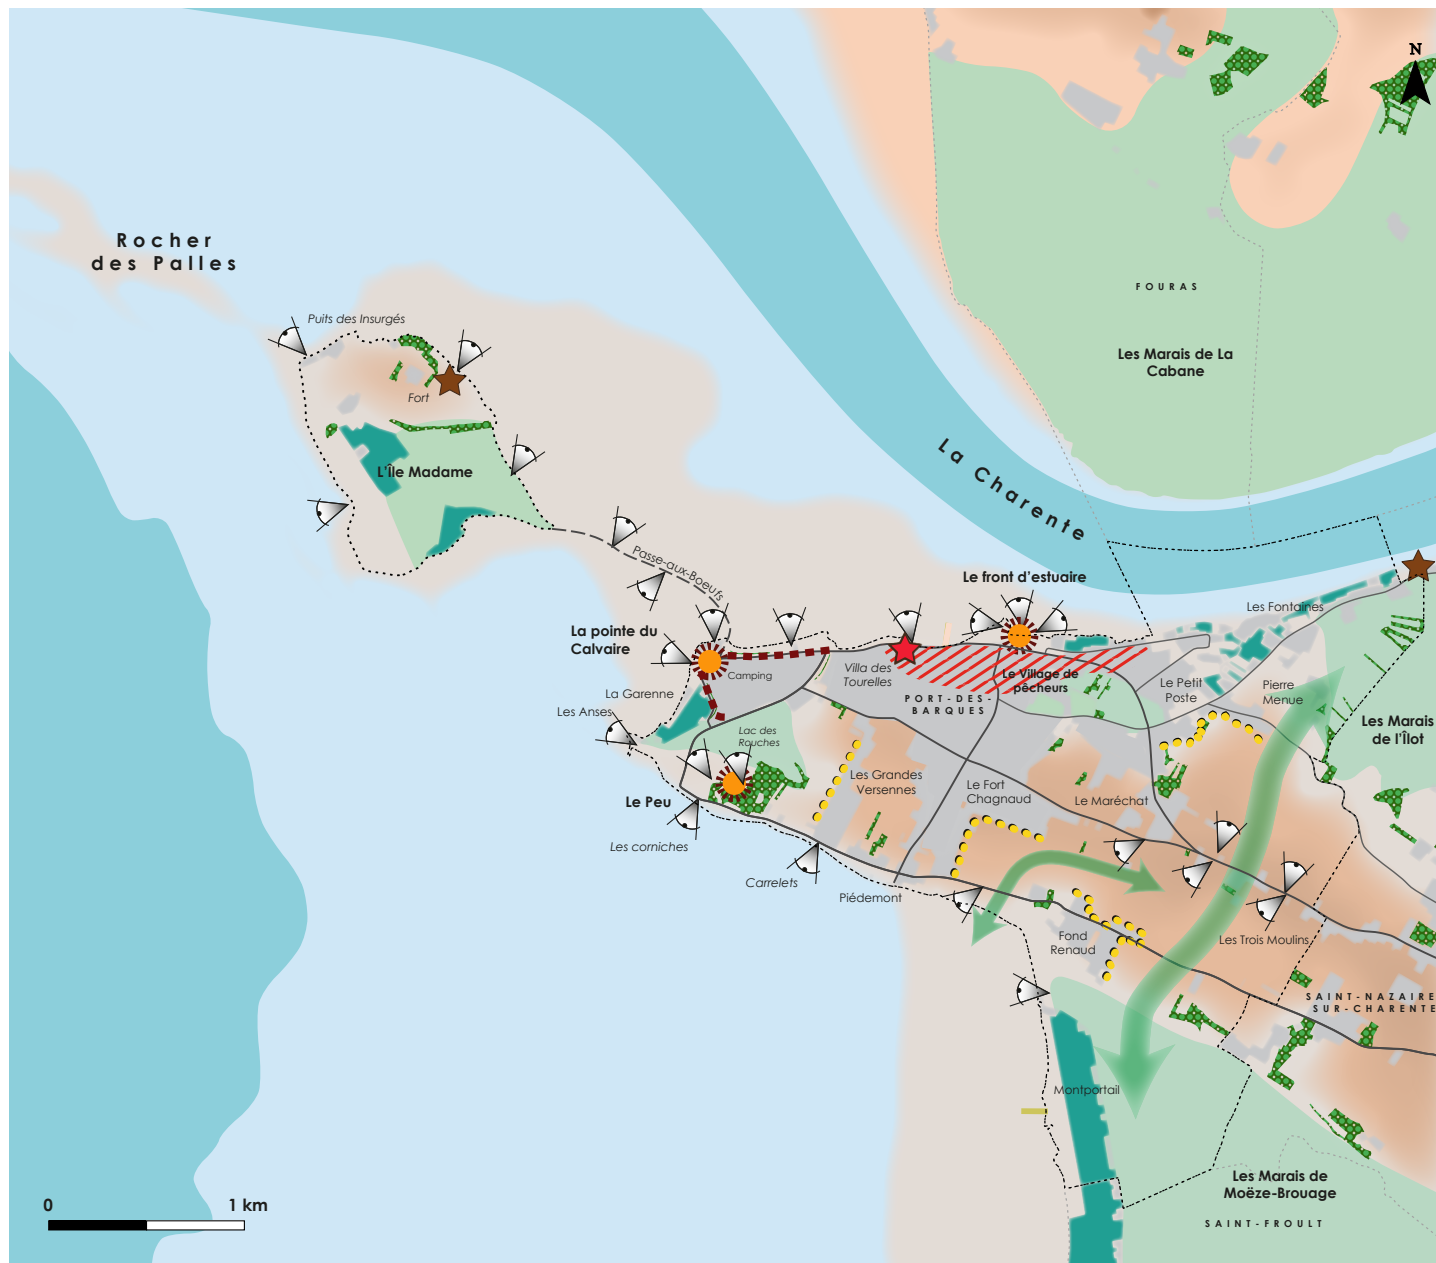 N
Rocher
des Palles
FOURAS
Puits des Insurgés
Les Marais de La
Cabane
Fort
La Charente
L'Île Madame
Passe-aux-Boeufs
Le front d'estuaire
Les Fontaines
La pointe du
Calvaire
Camping
Villa des
Tourelles
Le Village de
pêcheurs
PORT-DES-
BARQUES
Le Petit
Poste
Pierre
Menue
La Garenne
Les Anses
Lac des
Rouches
Les Marais
de l'Îlot
Les Grandes
Versennes
Le Fort
Chagnaud
Le Maréchat
Le Peu
Les corniches
Carrelets
Piédemont
Fond
Renaud
Les Trois Moulins
SAINT-NAZAIRE
SUR-CHARENTE
Montportail
Les Marais de
Moëze-Brouage
SAINT-FROULT
0 1 km